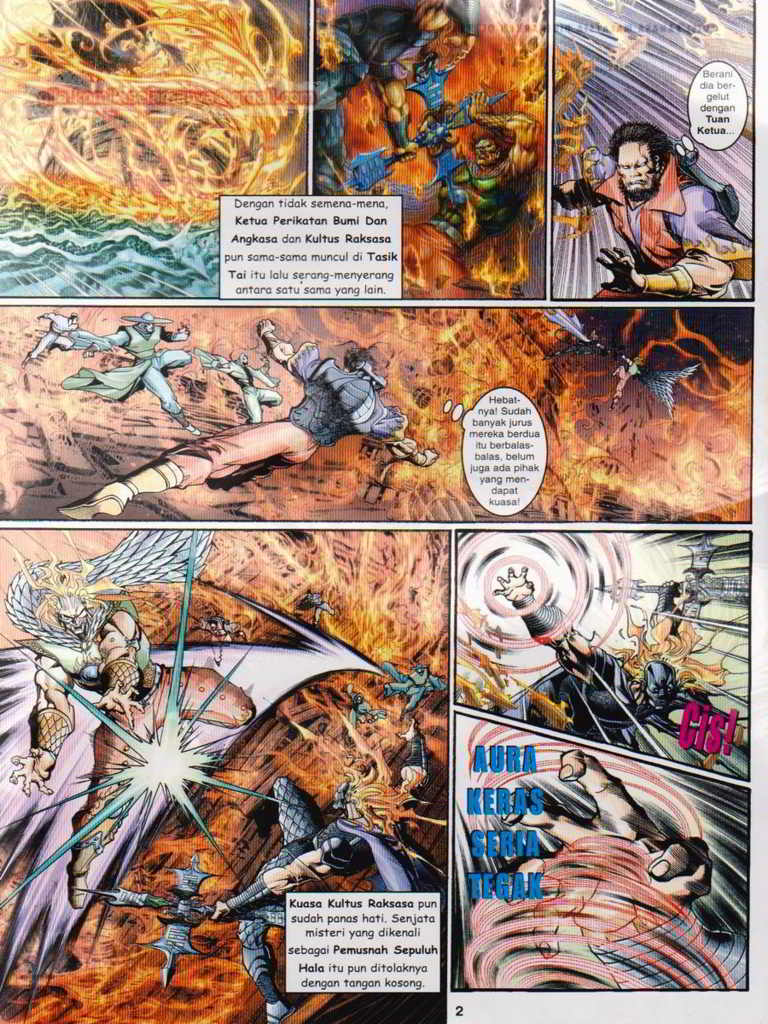 Dengan tidak semena-mena,
Ketua Perikatan Bumi Dan
Angkasa dan Kultus Raksasa
pun sama-sama muncul di Tasik
Tai itu lalu serang-menyerang
antara satu sama yang lain.
Berani
dia ber-
gelut
dengan
Tuan
Ketua...
Hebat-
nya! Sudah
banyak jurus
mereka berdua
itu berbalas-
balas, belum
juga ada pihak
yang men-
dapat
kuasa!
Kuasa Kultus Raksasa pun
sudah panas hati. Senjata
misteri yang dikenali
sebagai Pemusnah Sepuluh
Hala itu pun ditolaknya
dengan tangan kosong.
Cis!
AURA
KERAS
SERIA
TEGAK
2